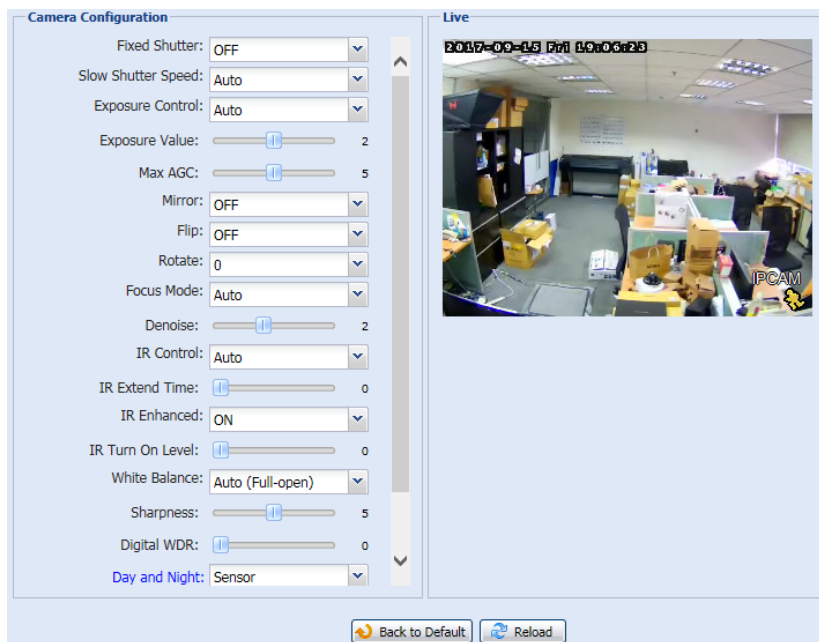 Camera Configuration
Fixed Shutter: OFF
Slow Shutter Speed: Auto
Exposure Control: Auto
Exposure Value: 2
Max AGC: 5
Mirror: OFF
Flip: OFF
Rotate: 0
Focus Mode: Auto
Denoise: 2
IR Control: Auto
IR Extend Time: 0
IR Enhanced: ON
IR Turn On Level: 0
White Balance: Auto (Full-open)
Sharpness: 5
Digital WDR: 0
Day and Night: Sensor
Live
2017-09-15 Fri 19:06:23
IPCAM
Back to Default
Reload